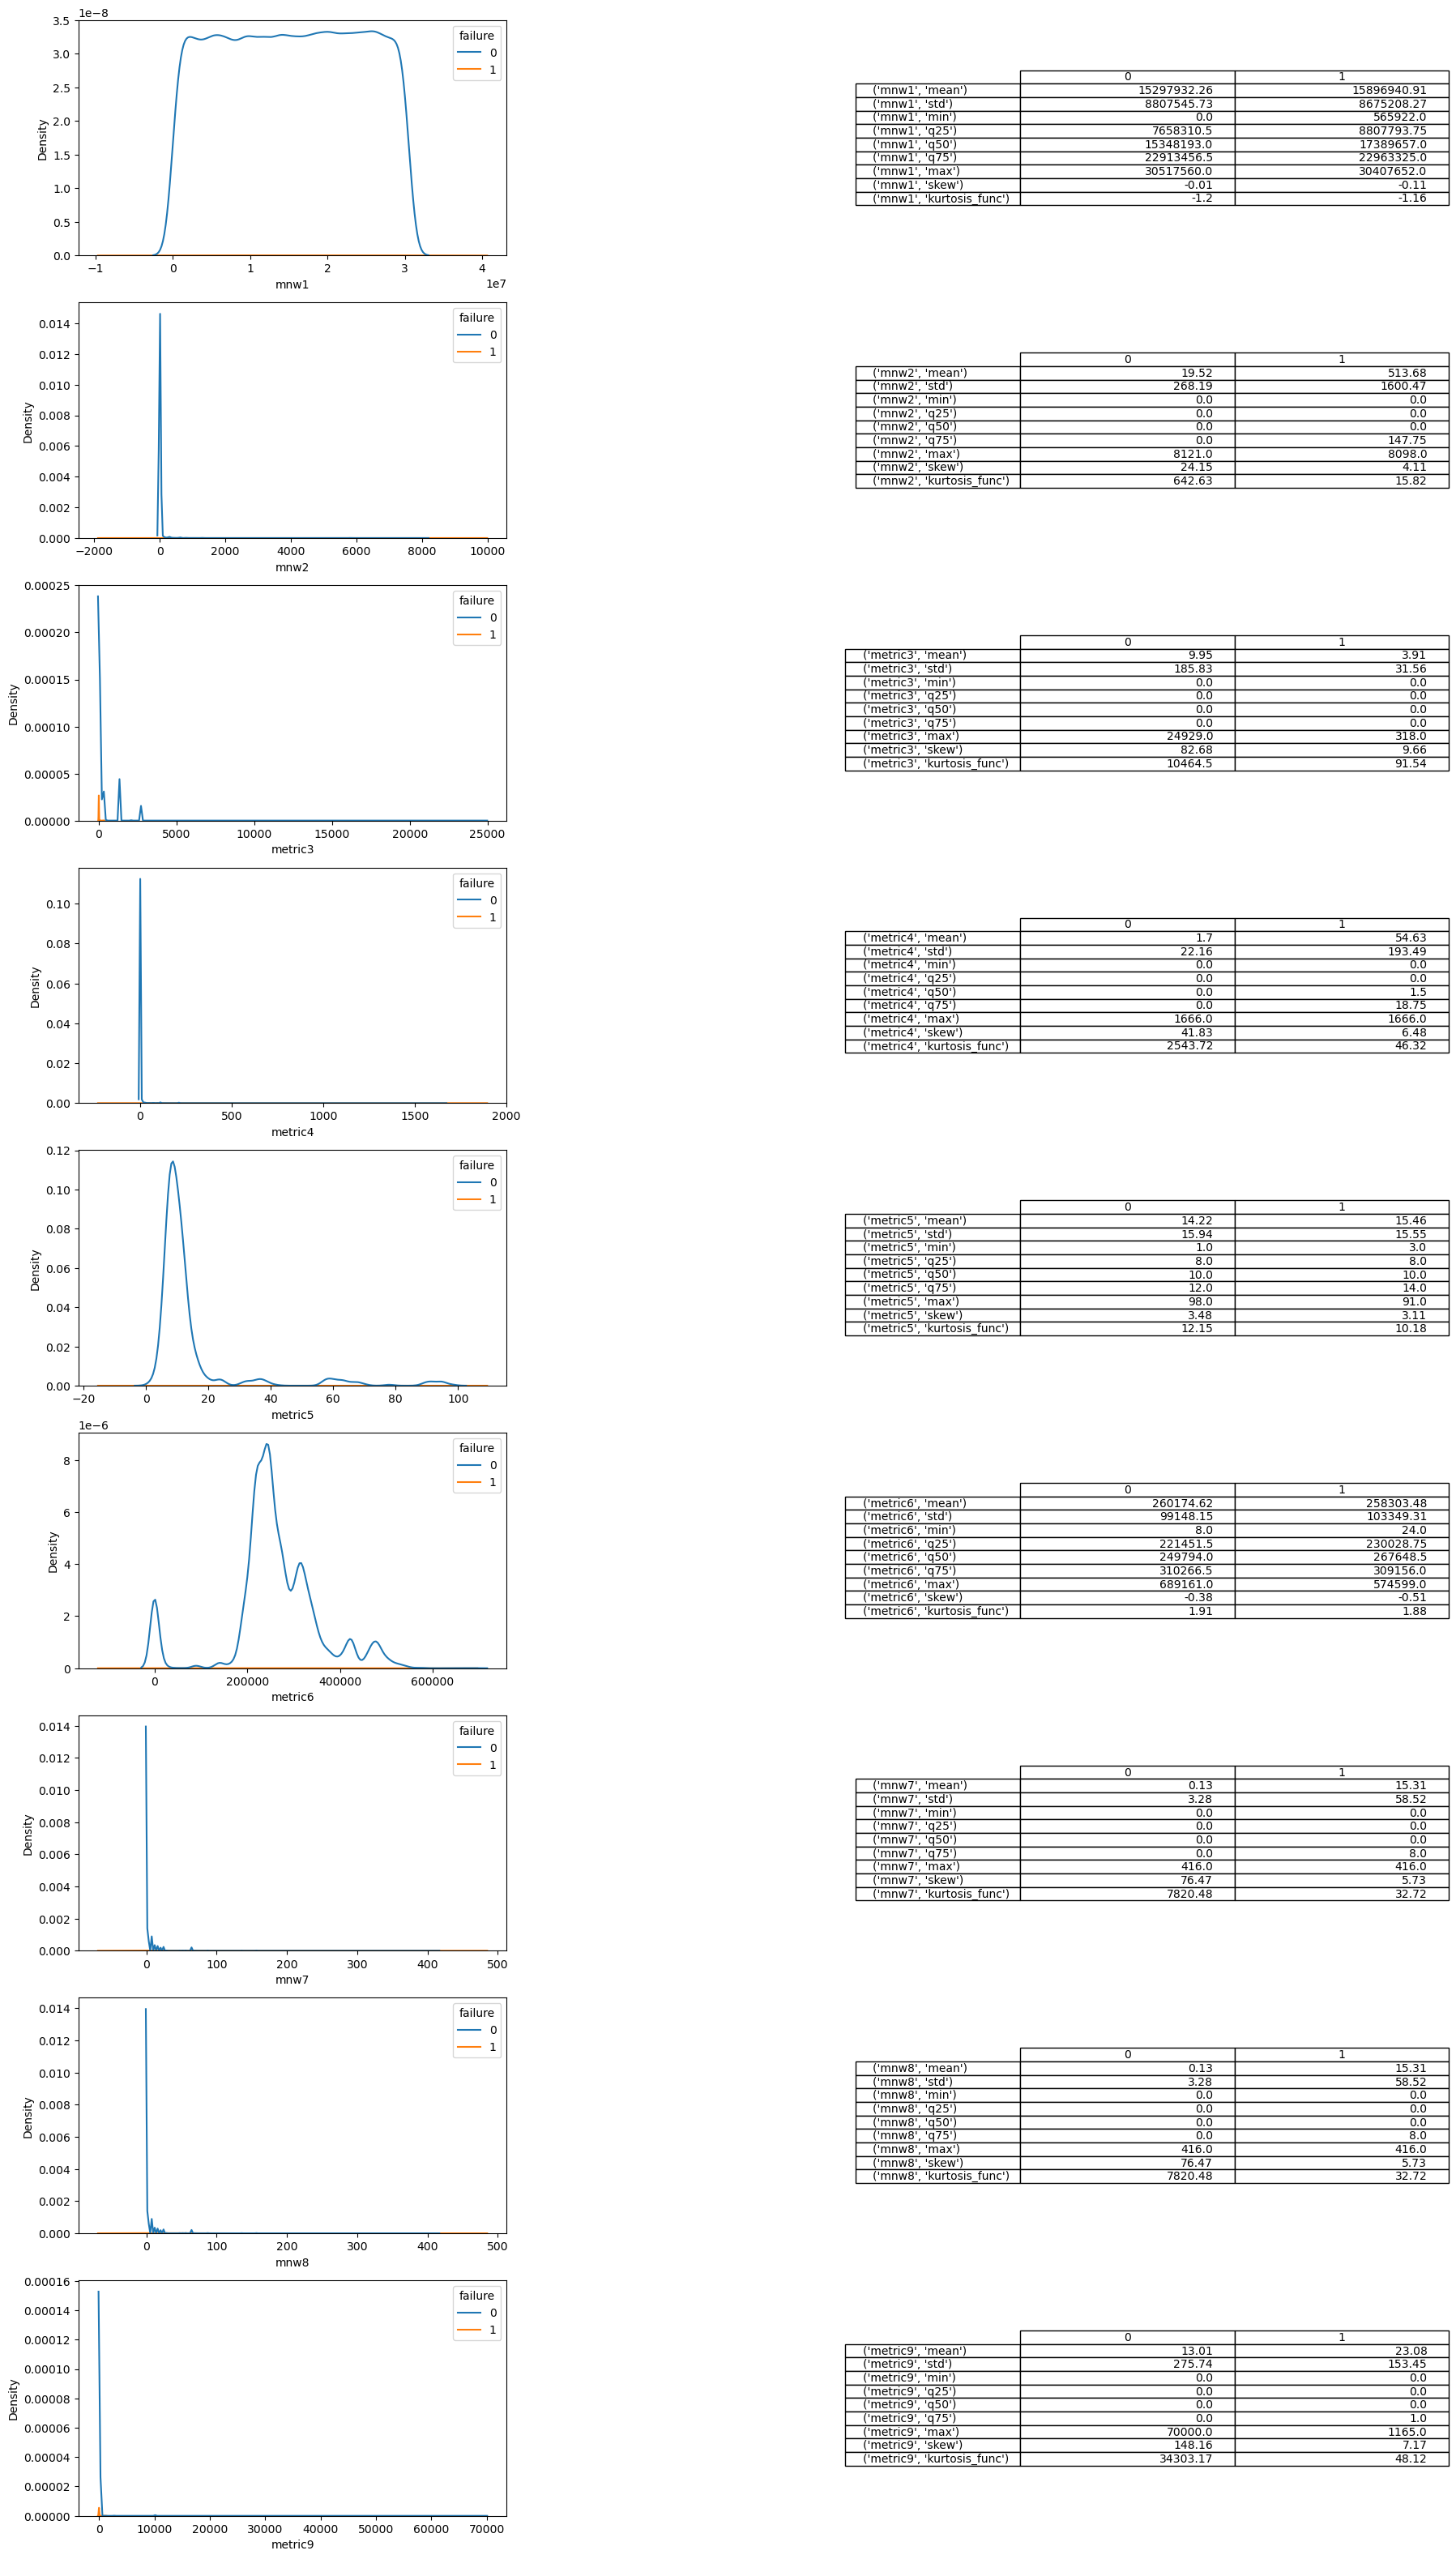 1e−8
3.5
3.0
2.5
2.0
1.5
1.0
0.5
0.0
Density
failure
0
1
−1 0 1 2 3 4
1e7
mnw1
0 1
('mnw1', 'mean') 15297932.26 15896940.91
('mnw1', 'std') 8807545.73 8675208.27
('mnw1', 'min') 0.0 565922.0
('mnw1', 'q25') 7658310.5 8807793.75
('mnw1', 'q50') 15348193.0 17389657.0
('mnw1', 'q75') 22913456.5 22963325.0
('mnw1', 'max') 30517560.0 30407652.0
('mnw1', 'skew') -0.01 -0.11
('mnw1', 'kurtosis_func') -1.2 -1.16
0.014
0.012
0.010
0.008
0.006
0.004
0.002
0.000
Density
failure
0
1
−2000 0 2000 4000 6000 8000 10000
mnw2
0 1
('mnw2', 'mean') 19.52 513.68
('mnw2', 'std') 268.19 1600.47
('mnw2', 'min') 0.0 0.0
('mnw2', 'q25') 0.0 0.0
('mnw2', 'q50') 0.0 0.0
('mnw2', 'q75') 0.0 147.75
('mnw2', 'max') 8121.0 8098.0
('mnw2', 'skew') 24.15 4.11
('mnw2', 'kurtosis_func') 642.63 15.82
0.00025
0.00020
0.00015
0.00010
0.00005
0.00000
Density
failure
0
1
0 5000 10000 15000 20000 25000
metric3
0 1
('metric3', 'mean') 9.95 3.91
('metric3', 'std') 185.83 31.56
('metric3', 'min') 0.0 0.0
('metric3', 'q25') 0.0 0.0
('metric3', 'q50') 0.0 0.0
('metric3', 'q75') 0.0 0.0
('metric3', 'max') 24929.0 318.0
('metric3', 'skew') 82.68 9.66
('metric3', 'kurtosis_func') 10464.5 91.54
0.10
0.08
0.06
0.04
0.02
0.00
Density
failure
0
1
0 500 1000 1500 2000
metric4
0 1
('metric4', 'mean') 1.7 54.63
('metric4', 'std') 22.16 193.49
('metric4', 'min') 0.0 0.0
('metric4', 'q25') 0.0 0.0
('metric4', 'q50') 0.0 1.5
('metric4', 'q75') 0.0 18.75
('metric4', 'max') 1666.0 1666.0
('metric4', 'skew') 41.83 6.48
('metric4', 'kurtosis_func') 2543.72 46.32
0.12
0.10
0.08
0.06
0.04
0.02
0.00
Density
failure
0
1
−20 0 20 40 60 80 100
metric5
0 1
('metric5', 'mean') 14.22 15.46
('metric5', 'std') 15.94 15.55
('metric5', 'min') 1.0 3.0
('metric5', 'q25') 8.0 8.0
('metric5', 'q50') 10.0 10.0
('metric5', 'q75') 12.0 14.0
('metric5', 'max') 98.0 91.0
('metric5', 'skew') 3.48 3.11
('metric5', 'kurtosis_func') 12.15 10.18
1e−6
8
6
4
2
0
Density
failure
0
1
0 200000 400000 600000
metric6
0 1
('metric6', 'mean') 260174.62 258303.48
('metric6', 'std') 99148.15 103349.31
('metric6', 'min') 8.0 24.0
('metric6', 'q25') 221451.5 230028.75
('metric6', 'q50') 249794.0 267648.5
('metric6', 'q75') 310266.5 309156.0
('metric6', 'max') 689161.0 574599.0
('metric6', 'skew') -0.38 -0.51
('metric6', 'kurtosis_func') 1.91 1.88
0.014
0.012
0.010
0.008
0.006
0.004
0.002
0.000
Density
failure
0
1
0 100 200 300 400 500
mnw7
0 1
('mnw7', 'mean') 0.13 15.31
('mnw7', 'std') 3.28 58.52
('mnw7', 'min') 0.0 0.0
('mnw7', 'q25') 0.0 0.0
('mnw7', 'q50') 0.0 0.0
('mnw7', 'q75') 0.0 8.0
('mnw7', 'max') 416.0 416.0
('mnw7', 'skew') 76.47 5.73
('mnw7', 'kurtosis_func') 7820.48 32.72
0.014
0.012
0.010
0.008
0.006
0.004
0.002
0.000
Density
failure
0
1
0 100 200 300 400 500
mnw8
0 1
('mnw8', 'mean') 0.13 15.31
('mnw8', 'std') 3.28 58.52
('mnw8', 'min') 0.0 0.0
('mnw8', 'q25') 0.0 0.0
('mnw8', 'q50') 0.0 0.0
('mnw8', 'q75') 0.0 8.0
('mnw8', 'max') 416.0 416.0
('mnw8', 'skew') 76.47 5.73
('mnw8', 'kurtosis_func') 7820.48 32.72
0.00016
0.00014
0.00012
0.00010
0.00008
0.00006
0.00004
0.00002
0.00000
Density
failure
0
1
0 10000 20000 30000 40000 50000 60000 70000
metric9
0 1
('metric9', 'mean') 13.01 23.08
('metric9', 'std') 275.74 153.45
('metric9', 'min') 0.0 0.0
('metric9', 'q25') 0.0 0.0
('metric9', 'q50') 0.0 0.0
('metric9', 'q75') 0.0 1.0
('metric9', 'max') 70000.0 1165.0
('metric9', 'skew') 148.16 7.17
('metric9', 'kurtosis_func') 34303.17 48.12